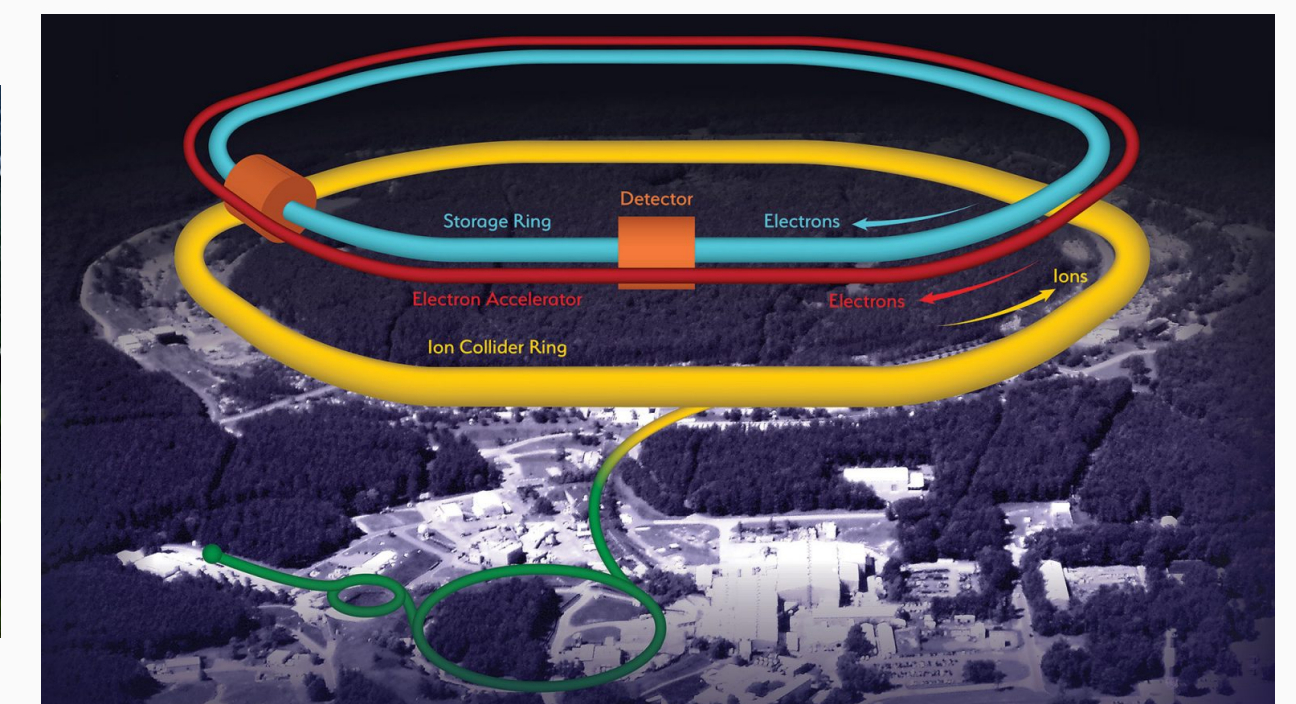 Detector
Storage Ring
Electrons
Ions
Electron Accelerator
Electrons
Ion Collider Ring